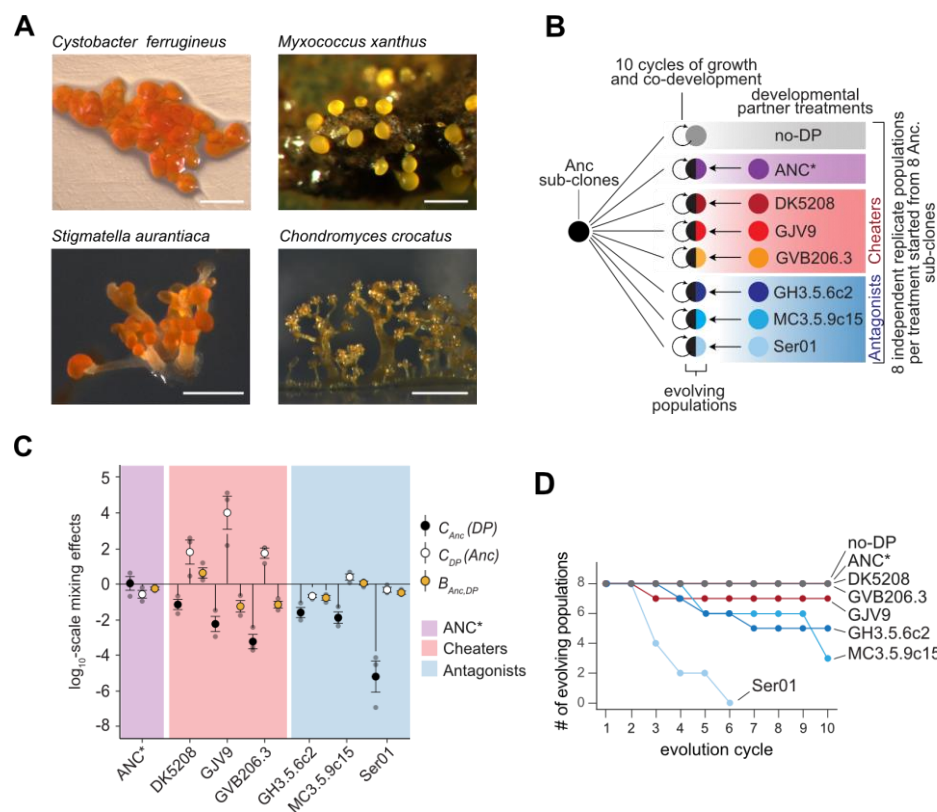 A
Cystobacter ferrugineus
Myxococcus xanthus
Stigmatella aurantiaca
Chondromyces crocatus
B
10 cycles of growth
and co-development
developmental
partner treatments
no-DP
Anc
sub-clones
ANC*
DK5208
GJV9
GVB206.3
GH3.5.6c2
MC3.5.9c15
Ser01
evolving
populations
Cheaters
Antagonists
8 independent replicate populations
per treatment started from 8 Anc.
sub-clones
C
log₁₀-scale mixing effects
5
4
2
0
-2
-4
-6
-8
ANC*
DK5208
GJV9
GVB206.3
GH3.5.6c2
MC3.5.9c15
Ser01
C_Anc (DP)
C_DP (Anc)
B_Anc,DP
ANC*
Cheaters
Antagonists
D
# of evolving populations
8
6
4
2
0
1 2 3 4 5 6 7 8 9 10
evolution cycle
no-DP
ANC*
DK5208
GVB206.3
GJV9
GH3.5.6c2
MC3.5.9c15
Ser01